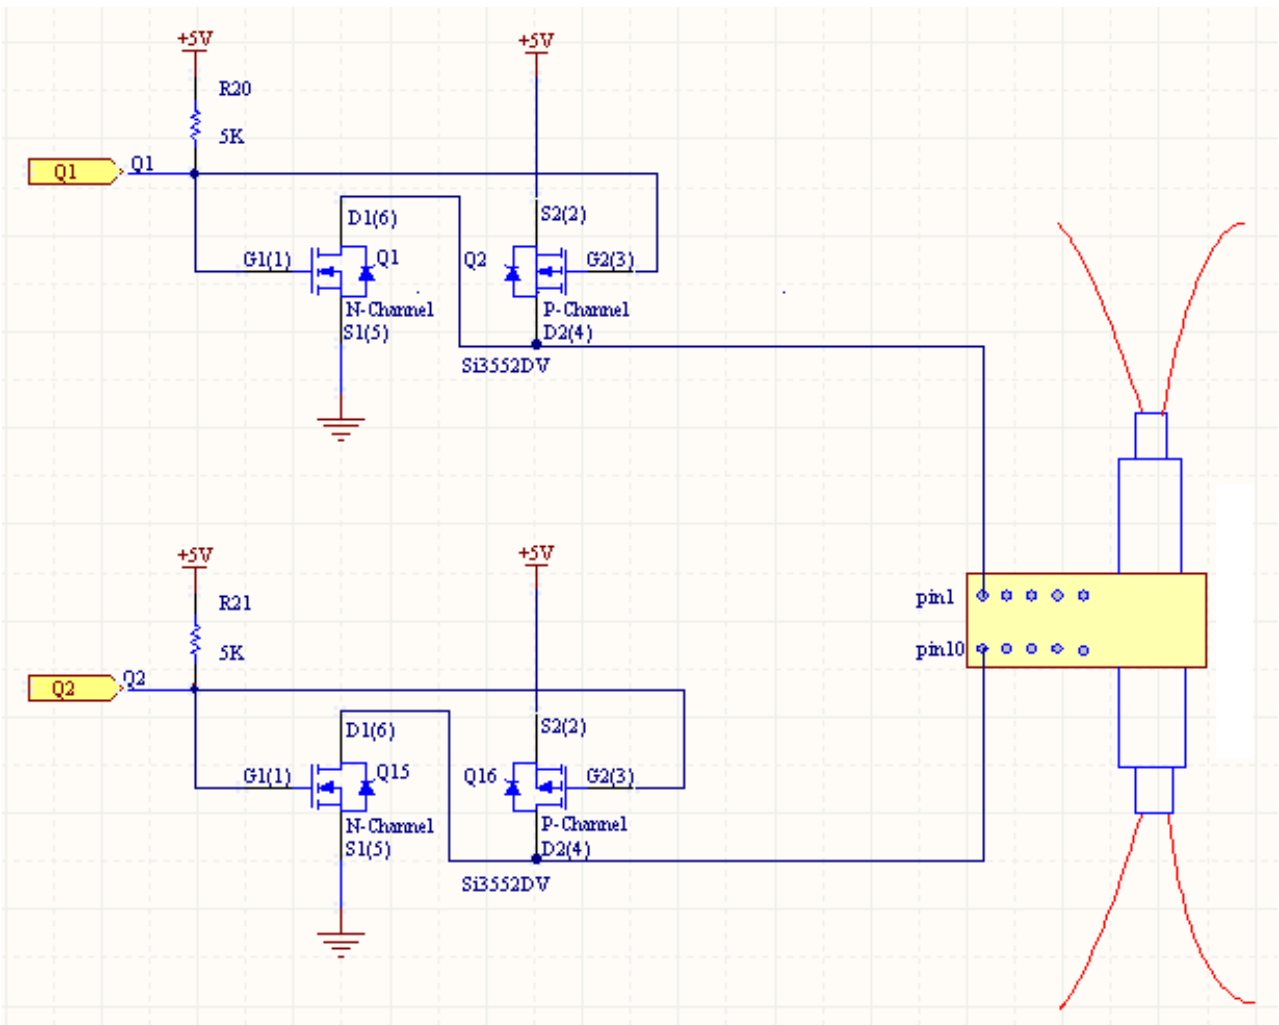 +5V
+5V
R20
5K
Q1
Q1
D1(6)
S2(2)
G1(1)
Q1
Q2
G2(3)
N-Channel
P-Channel
S1(5)
D2(4)
Si3552DV
+5V
+5V
R21
pin1
5K
pin10
Q2
Q2
D1(6)
S2(2)
G1(1)
Q15
Q16
G2(3)
N-Channel
P-Channel
S1(5)
D2(4)
Si3552DV